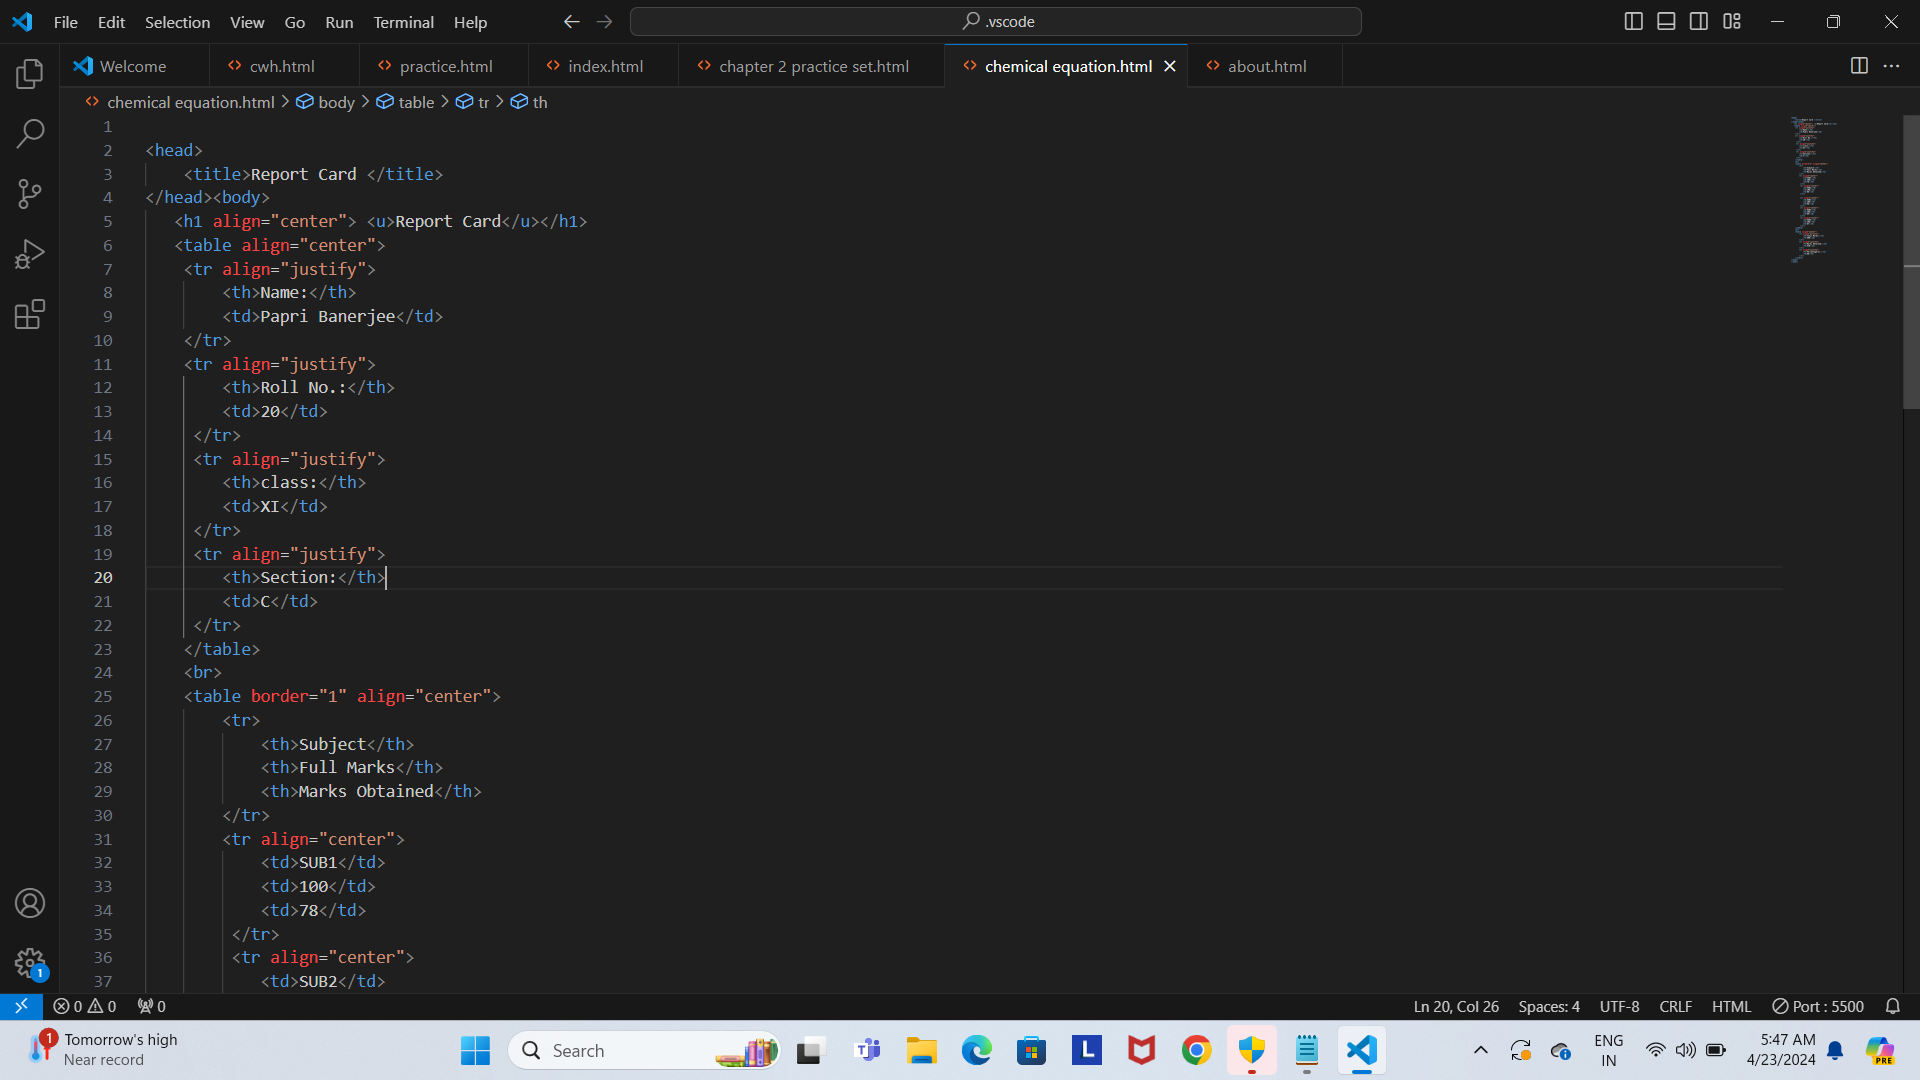 File Edit Selection View Go Run Terminal Help .vscode
Welcome cwh.html practice.html index.html chapter 2 practice set.html chemical equation.html about.html
chemical equation.html > body > table > tr > th
1
2 <head>
3 <title>Report Card </title>
4 </head><body>
5 <h1 align="center"> <u>Report Card</u></h1>
6 <table align="center">
7 <tr align="justify">
8 <th>Name:</th>
9 <td>Papri Banerjee</td>
10 </tr>
11 <tr align="justify">
12 <th>Roll No.:</th>
13 <td>20</td>
14 </tr>
15 <tr align="justify">
16 <th>class:</th>
17 <td>XI</td>
18 </tr>
19 <tr align="justify">
20 <th>Section:</th>
21 <td>C</td>
22 </tr>
23 </table>
24 <br>
25 <table border="1" align="center">
26 <tr>
27 <th>Subject</th>
28 <th>Full Marks</th>
29 <th>Marks Obtained</th>
30 </tr>
31 <tr align="center">
32 <td>SUB1</td>
33 <td>100</td>
34 <td>78</td>
35 </tr>
36 <tr align="center">
37 <td>SUB2</td>
1
0 0 0 Ln 20, Col 26 Spaces: 4 UTF-8 CRLF HTML Port : 5500
1 Tomorrow's high
Near record
Search
L
PRE
ENG
IN
5:47 AM
4/23/2024